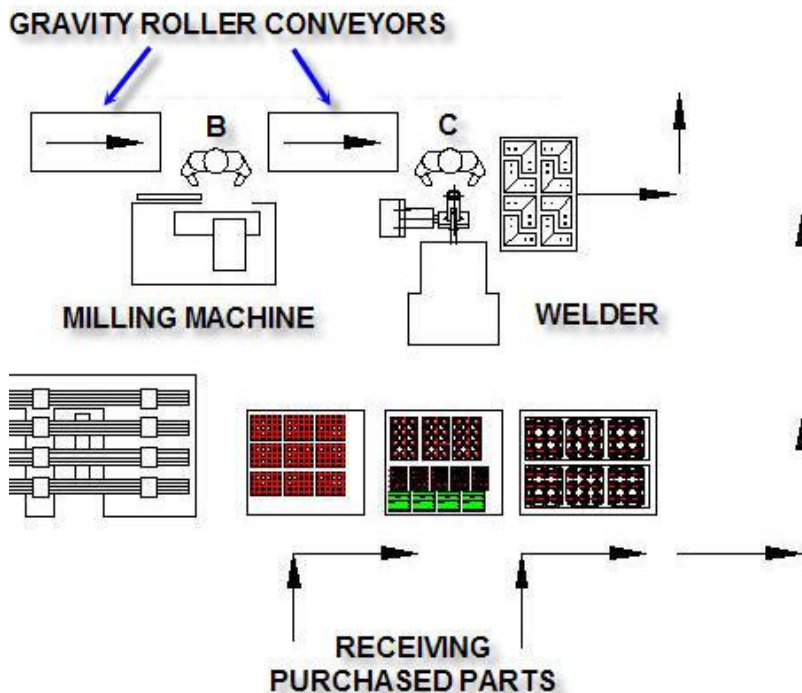 GRAVITY ROLLER CONVEYORS
B
C
MILLING MACHINE
WELDER
RECEIVING
PURCHASED PARTS